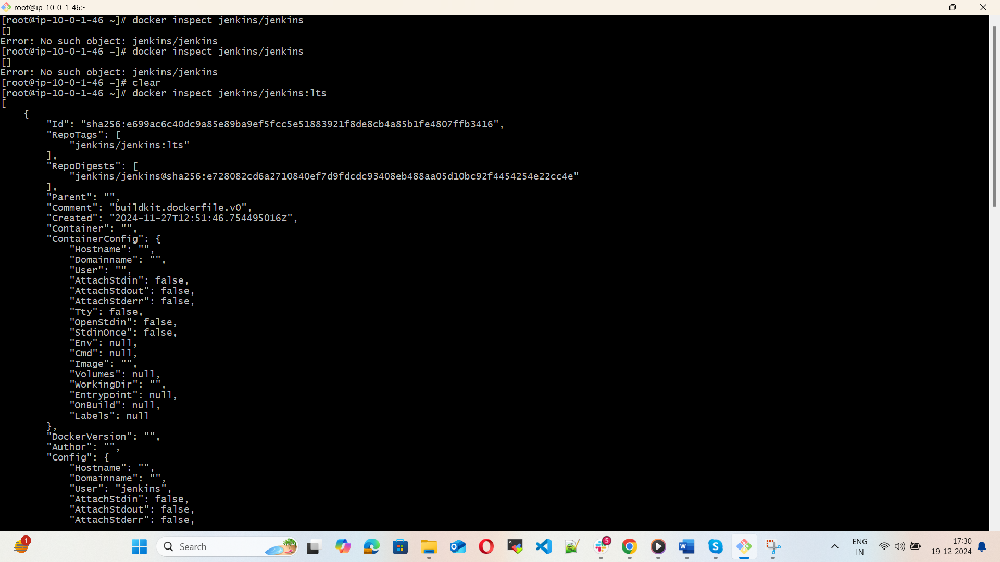 root@ip-10-0-1-46:~
[root@ip-10-0-1-46 ~]# docker inspect jenkins/jenkins
[]
Error: No such object: jenkins/jenkins
[root@ip-10-0-1-46 ~]# docker inspect jenkins/jenkins
[]
Error: No such object: jenkins/jenkins
[root@ip-10-0-1-46 ~]# clear
[root@ip-10-0-1-46 ~]# docker inspect jenkins/jenkins:lts
[
    {
        "Id": "sha256:e699ac6c40dc9a85e89ba9ef5fcc5e51883921f8de8cb4a85b1fe4807ffb3416",
        "RepoTags": [
            "jenkins/jenkins:lts"
        ],
        "RepoDigests": [
            "jenkins/jenkins@sha256:e728082cd6a2710840ef7d9fdcdc93408eb488aa05d10bc92f4454254e22cc4e"
        ],
        "Parent": "",
        "Comment": "buildkit.dockerfile.v0",
        "Created": "2024-11-27T12:51:46.754495016Z",
        "Container": "",
        "ContainerConfig": {
            "Hostname": "",
            "Domainname": "",
            "User": "",
            "AttachStdin": false,
            "AttachStdout": false,
            "AttachStderr": false,
            "Tty": false,
            "OpenStdin": false,
            "StdinOnce": false,
            "Env": null,
            "Cmd": null,
            "Image": "",
            "Volumes": null,
            "WorkingDir": "",
            "Entrypoint": null,
            "OnBuild": null,
            "Labels": null
        },
        "DockerVersion": "",
        "Author": "",
        "Config": {
            "Hostname": "",
            "Domainname": "",
            "User": "jenkins",
            "AttachStdin": false,
            "AttachStdout": false,
            "AttachStderr": false,
1
Search
5
ENG
IN
17:30
19-12-2024